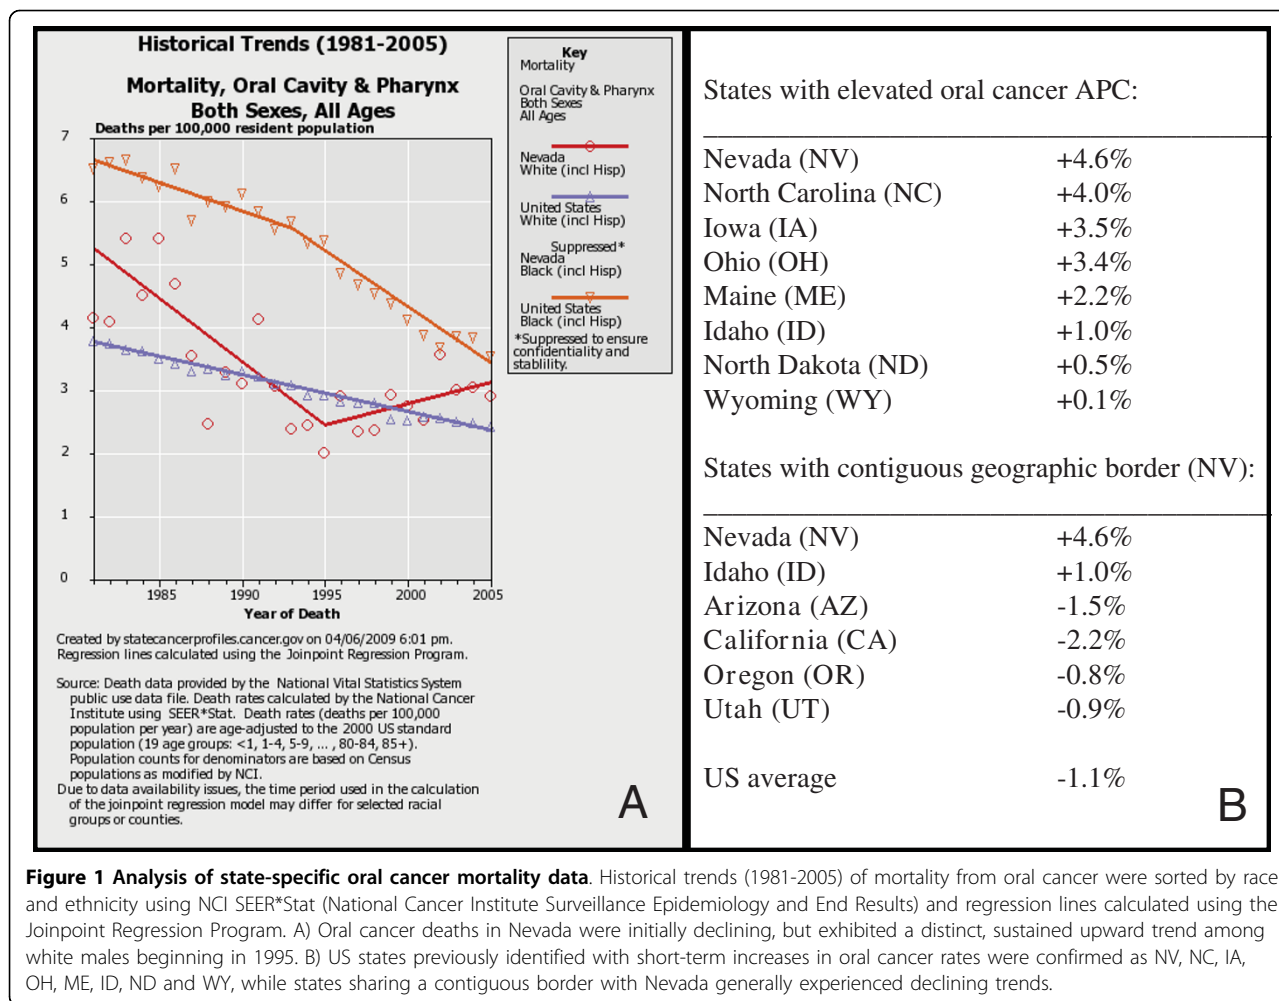 Historical Trends (1981-2005)
Mortality, Oral Cavity & Pharynx
Both Sexes, All Ages
Deaths per 100,000 resident population
7
6
5
4
3
2
1
0
1985 1990 1995 2000 2005
Year of Death
Key
Mortality
Oral Cavity & Pharynx
Both Sexes
All Ages
Nevada
White (incl Hisp)
United States
White (incl Hisp)
Suppressed*
Nevada
Black (incl Hisp)
United States
Black (incl Hisp)
*Suppressed to ensure
confidentiality and
stablility.
Created by statecancerprofiles.cancer.gov on 04/06/2009 6:01 pm.
Regression lines calculated using the Joinpoint Regression Program.
Source: Death data provided by the National Vital Statistics System
public use data file. Death rates calculated by the National Cancer
Institute using SEER*Stat. Death rates (deaths per 100,000
population per year) are age-adjusted to the 2000 US standard
population (19 age groups: <1, 1-4, 5-9, ... , 80-84, 85+).
Population counts for denominators are based on Census
populations as modified by NCI.
Due to data availability issues, the time period used in the calculation
of the joinpoint regression model may differ for selected racial
groups or counties.
A
States with elevated oral cancer APC:
Nevada (NV) +4.6%
North Carolina (NC) +4.0%
Iowa (IA) +3.5%
Ohio (OH) +3.4%
Maine (ME) +2.2%
Idaho (ID) +1.0%
North Dakota (ND) +0.5%
Wyoming (WY) +0.1%
States with contiguous geographic border (NV):
Nevada (NV) +4.6%
Idaho (ID) +1.0%
Arizona (AZ) -1.5%
California (CA) -2.2%
Oregon (OR) -0.8%
Utah (UT) -0.9%
US average -1.1%
B
Figure 1 Analysis of state-specific oral cancer mortality data. Historical trends (1981-2005) of mortality from oral cancer were sorted by race
and ethnicity using NCI SEER*Stat (National Cancer Institute Surveillance Epidemiology and End Results) and regression lines calculated using the
Joinpoint Regression Program. A) Oral cancer deaths in Nevada were initially declining, but exhibited a distinct, sustained upward trend among
white males beginning in 1995. B) US states previously identified with short-term increases in oral cancer rates were confirmed as NV, NC, IA,
OH, ME, ID, ND and WY, while states sharing a contiguous border with Nevada generally experienced declining trends.